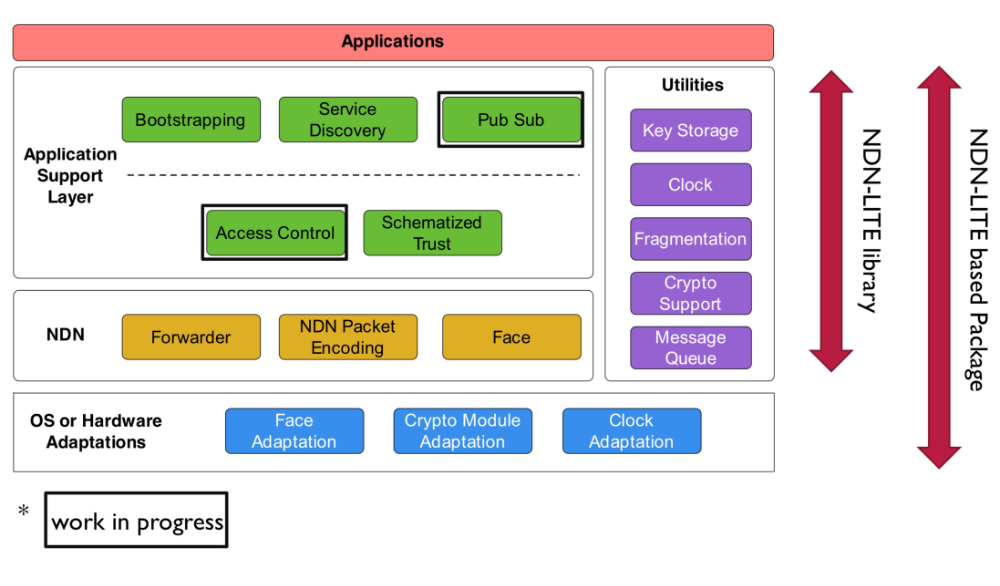 Applications
Application
Support
Layer
Bootstrapping
Service
Discovery
Pub Sub
Access Control
Schematized
Trust
NDN
Forwarder
NDN Packet
Encoding
Face
Utilities
Key Storage
Clock
Fragmentation
Crypto
Support
Message
Queue
OS or Hardware
Adaptations
Face
Adaptation
Crypto Module
Adaptation
Clock
Adaptation
NDN-LITE library
NDN-LITE based Package
*
work in progress